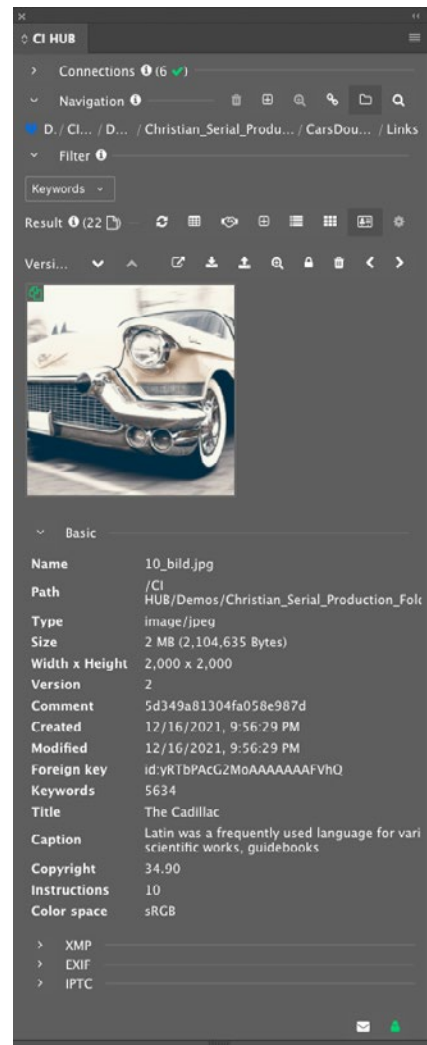 CI HUB
Connections (6 ✓)
Navigation
D./ CI... / D... / Christian_Serial_Produ... / CarsDou... / Links
Filter
Keywords
Result (22)
Versi...
Basic
Name 10_bild.jpg
Path /CI
HUB/Demos/Christian_Serial_Production_Fold
Type image/jpeg
Size 2 MB (2,104,635 Bytes)
Width x Height 2,000 x 2,000
Version 2
Comment 5d349a81304fa058e987d
Created 12/16/2021, 9:56:29 PM
Modified 12/16/2021, 9:56:29 PM
Foreign key id:yRTbPAcG2MoAAAAAAAFVhQ
Keywords 5634
Title The Cadillac
Caption Latin was a frequently used language for vari
scientific works, guidebooks
Copyright 34.90
Instructions 10
Color space sRGB
XMP
EXIF
IPTC